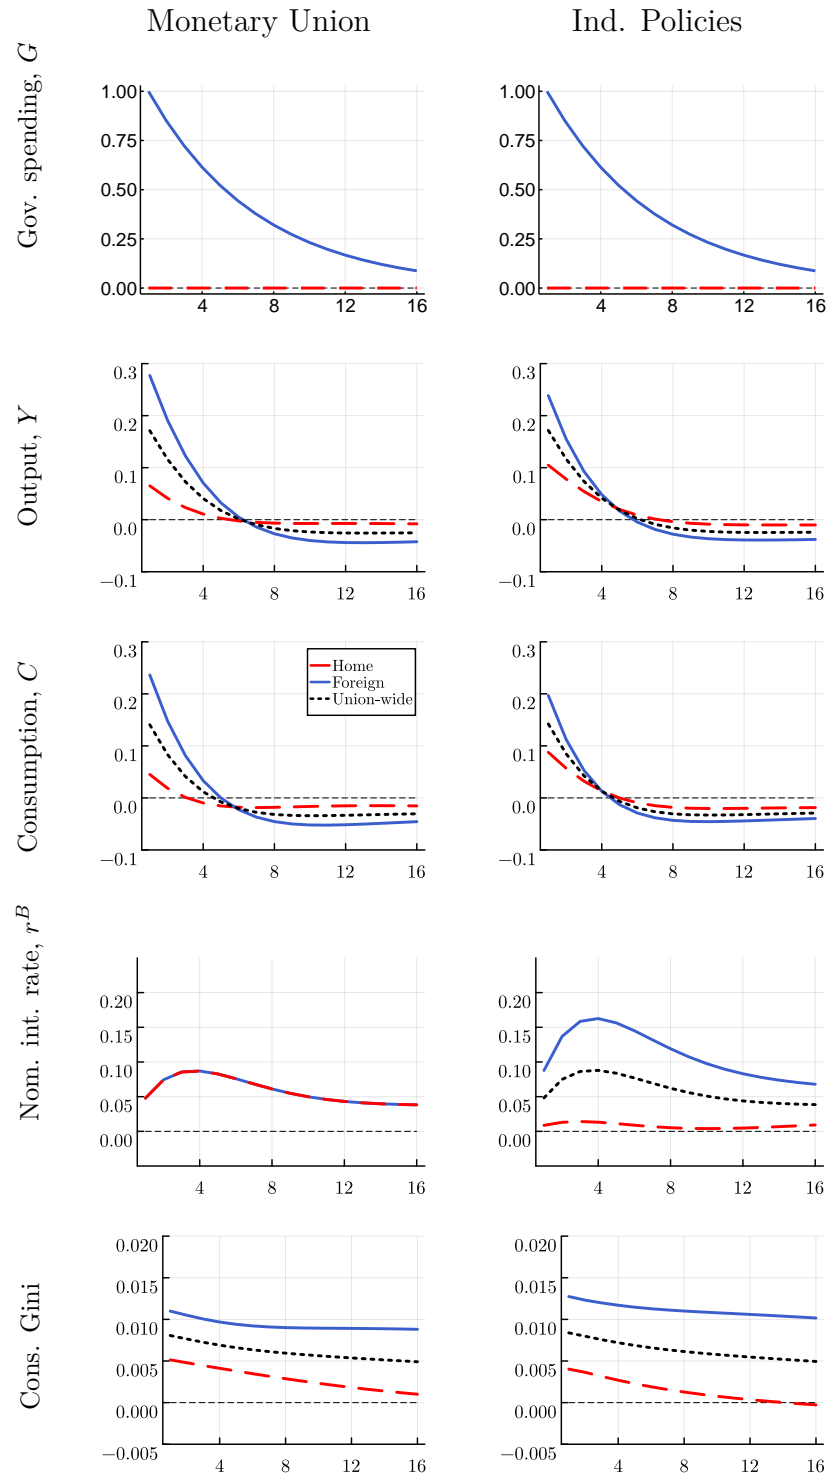 Monetary Union
Ind. Policies
Gov. spending, G
1.00
0.75
0.50
0.25
0.00
4 8 12 16
1.00
0.75
0.50
0.25
0.00
4 8 12 16
Output, Y
0.3
0.2
0.1
0.0
−0.1
4 8 12 16
0.3
0.2
0.1
0.0
−0.1
4 8 12 16
Consumption, C
0.3
0.2
0.1
0.0
−0.1
4 8 12 16
Home
Foreign
Union-wide
0.3
0.2
0.1
0.0
−0.1
4 8 12 16
Nom. int. rate, r^B
0.20
0.15
0.10
0.05
0.00
4 8 12 16
0.20
0.15
0.10
0.05
0.00
4 8 12 16
Cons. Gini
0.020
0.015
0.010
0.005
0.000
−0.005
4 8 12 16
0.020
0.015
0.010
0.005
0.000
−0.005
4 8 12 16